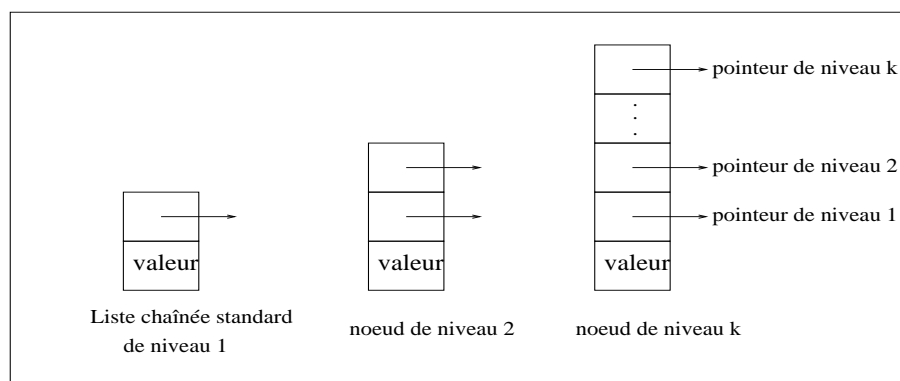 pointeur de niveau k
pointeur de niveau 2
pointeur de niveau 1
valeur
valeur
valeur
Liste chaînée standard
de niveau 1
noeud de niveau 2
noeud de niveau k